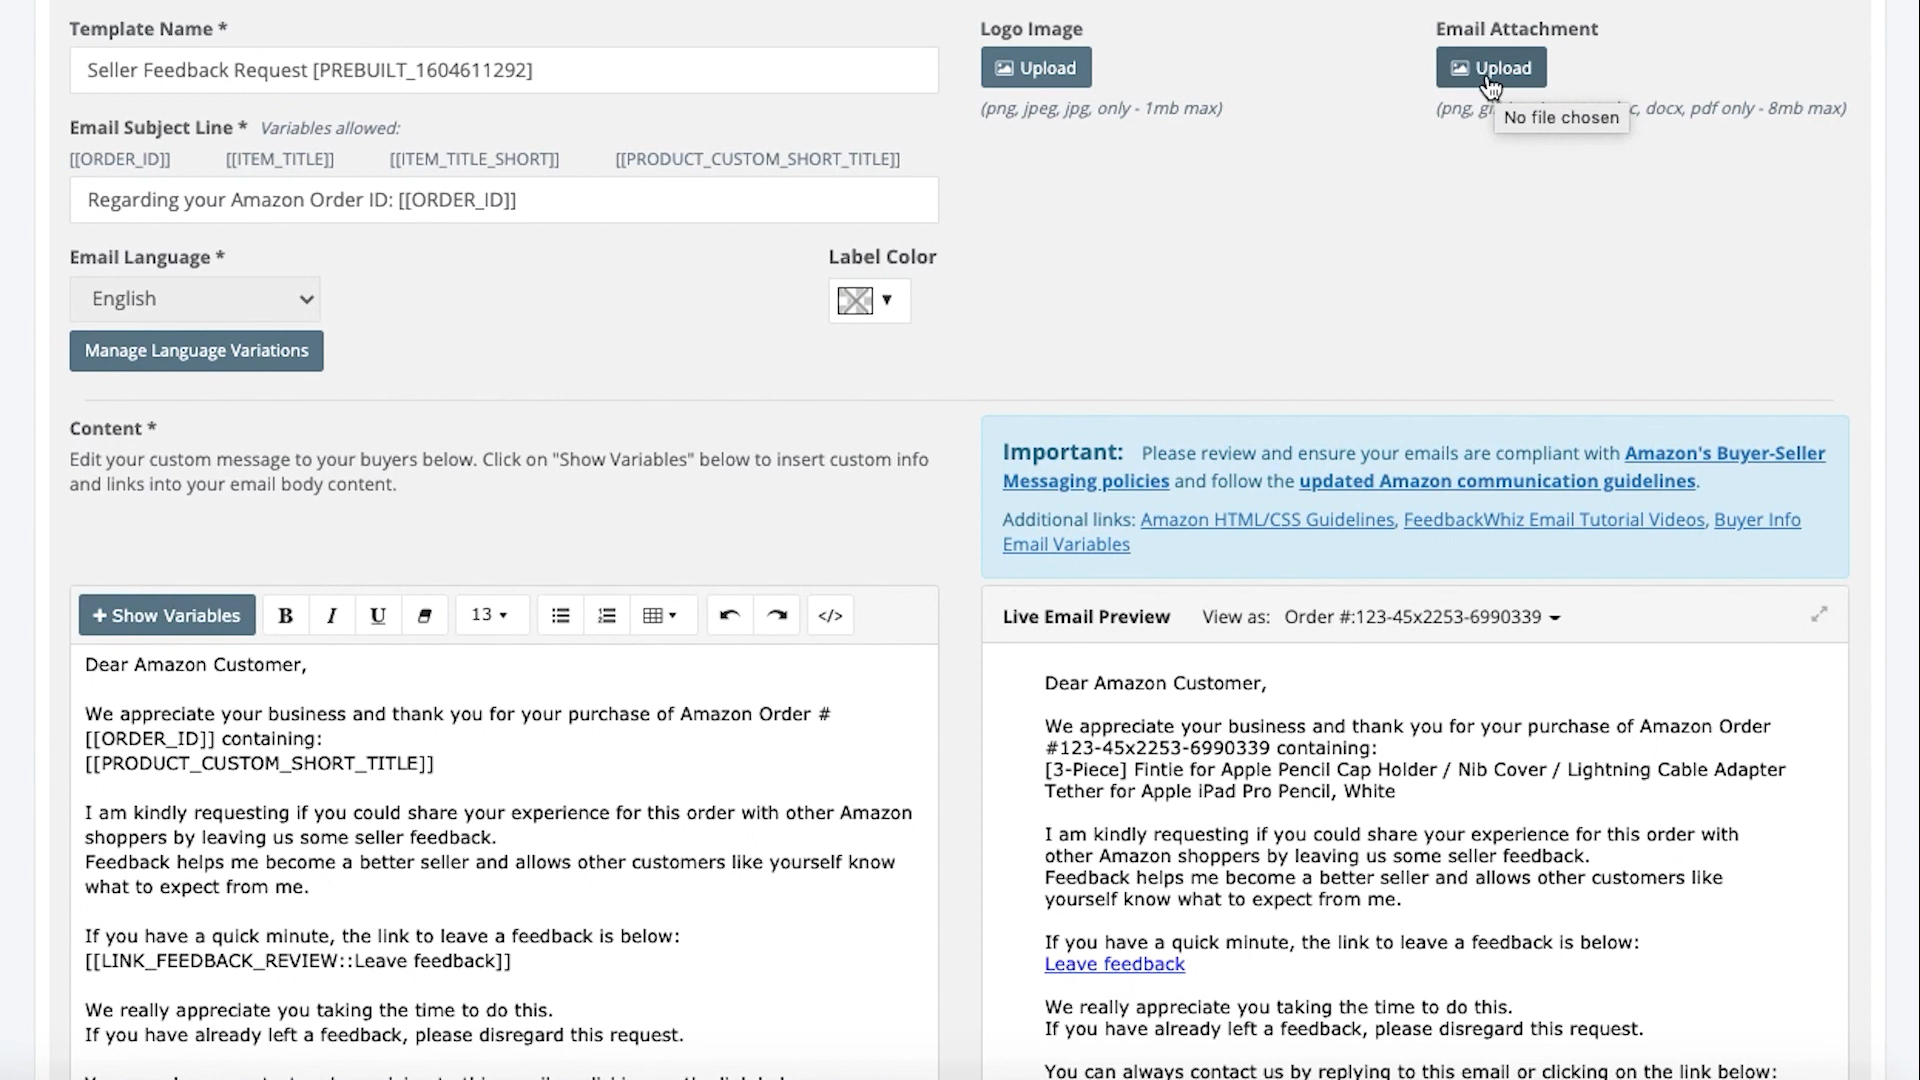 Template Name *
Seller Feedback Request [PREBUILT_1604611292]
Logo Image
Upload
(png, jpeg, jpg, only - 1mb max)
Email Attachment
Upload
(png, docx, pdf only - 8mb max)
No file chosen
Email Subject Line * Variables allowed:
[[ORDER_ID]] [[ITEM_TITLE]] [[ITEM_TITLE_SHORT]] [[PRODUCT_CUSTOM_SHORT_TITLE]]
Regarding your Amazon Order ID: [[ORDER_ID]]
Email Language *
English
Manage Language Variations
Label Color
Content *
Edit your custom message to your buyers below. Click on "Show Variables" below to insert custom info
and links into your email body content.
Important: Please review and ensure your emails are compliant with Amazon's Buyer-Seller
Messaging policies and follow the updated Amazon communication guidelines.
Additional links: Amazon HTML/CSS Guidelines, FeedbackWhiz Email Tutorial Videos, Buyer Info
Email Variables
+ Show Variables B I U 13 </>
Dear Amazon Customer,
We appreciate your business and thank you for your purchase of Amazon Order #
[[ORDER_ID]] containing:
[[PRODUCT_CUSTOM_SHORT_TITLE]]
I am kindly requesting if you could share your experience for this order with other Amazon
shoppers by leaving us some seller feedback.
Feedback helps me become a better seller and allows other customers like yourself know
what to expect from me.
If you have a quick minute, the link to leave a feedback is below:
[[LINK_FEEDBACK_REVIEW::Leave feedback]]
We really appreciate you taking the time to do this.
If you have already left a feedback, please disregard this request.
Live Email Preview View as: Order #:123-45x2253-6990339
Dear Amazon Customer,
We appreciate your business and thank you for your purchase of Amazon Order
#123-45x2253-6990339 containing:
[3-Piece] Fintie for Apple Pencil Cap Holder / Nib Cover / Lightning Cable Adapter
Tether for Apple iPad Pro Pencil, White
I am kindly requesting if you could share your experience for this order with
other Amazon shoppers by leaving us some seller feedback.
Feedback helps me become a better seller and allows other customers like
yourself know what to expect from me.
If you have a quick minute, the link to leave a feedback is below:
Leave feedback
We really appreciate you taking the time to do this.
If you have already left a feedback, please disregard this request.
You can always contact us by replying to this email or clicking on the link below: